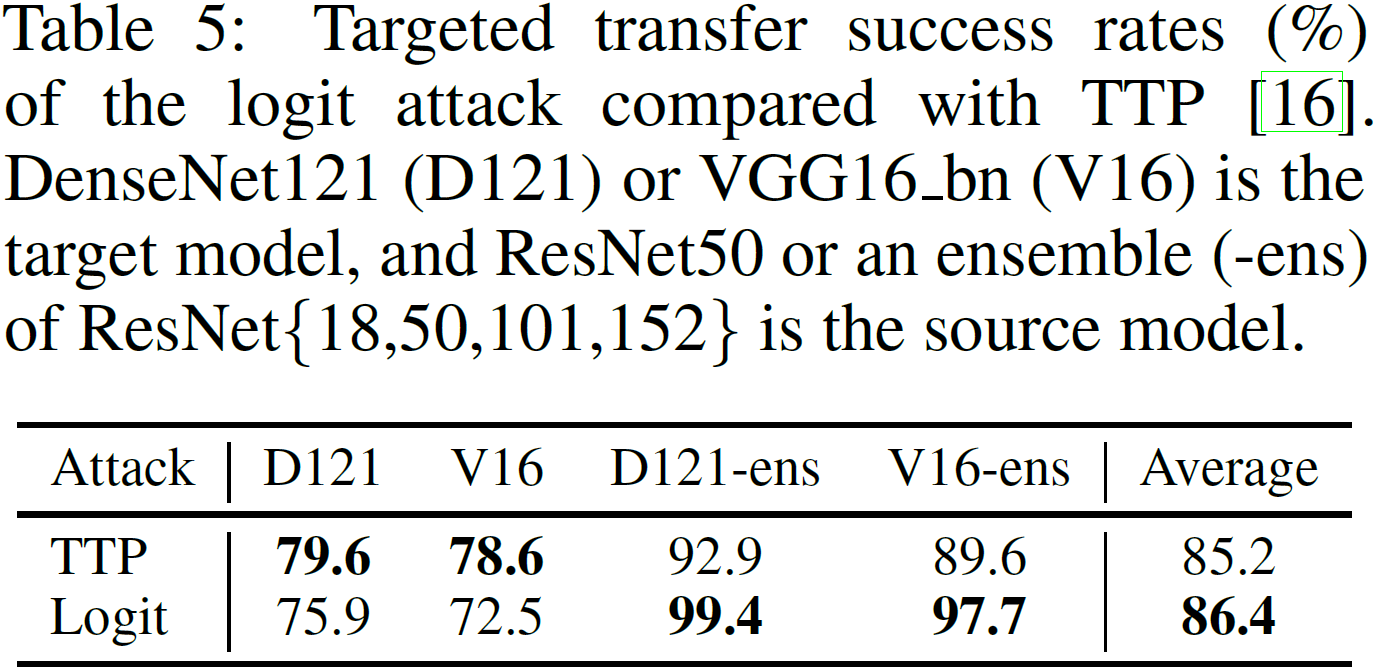 Table 5: Targeted transfer success rates (%)
of the logit attack compared with TTP [16].
DenseNet121 (D121) or VGG16_bn (V16) is the
target model, and ResNet50 or an ensemble (-ens)
of ResNet{18,50,101,152} is the source model.
Attack D121 V16 D121-ens V16-ens Average
TTP 79.6 78.6 92.9 89.6 85.2
Logit 75.9 72.5 99.4 97.7 86.4